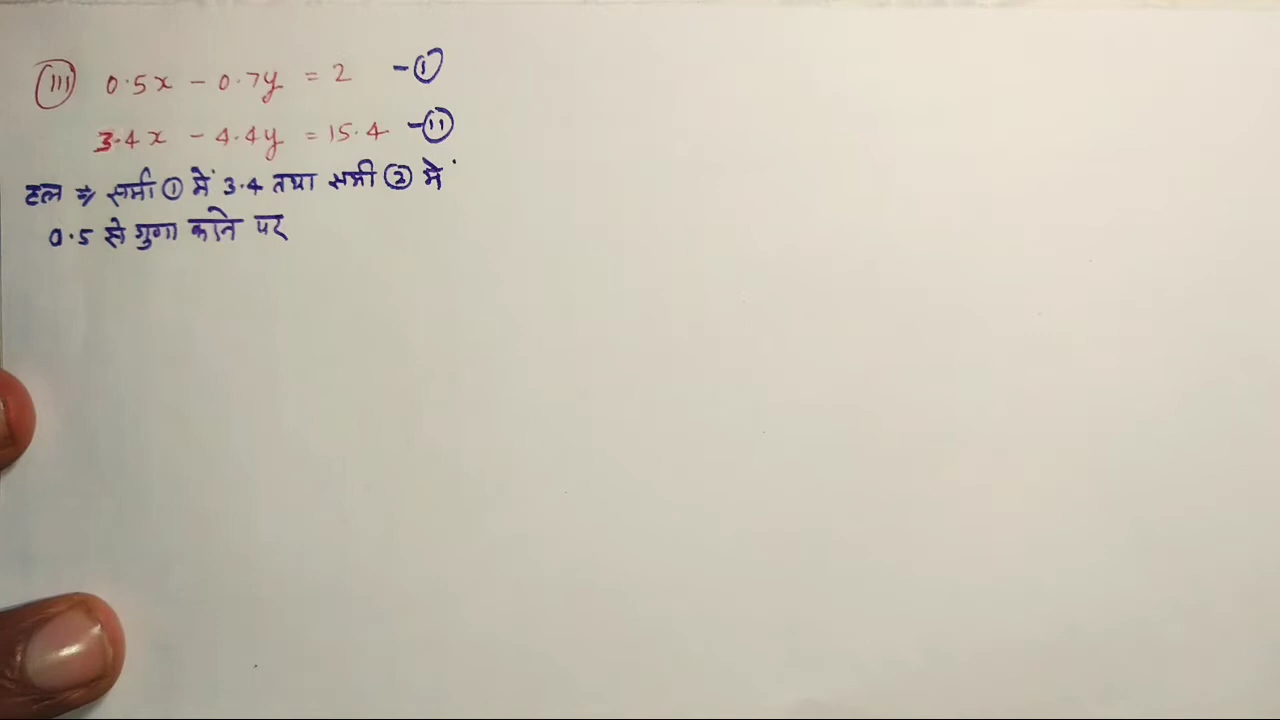 (III) 0.5x - 0.7y = 2 - (I)
3.4x - 4.4y = 15.4 - (II)
हल ⇒ समी (1) में 3.4 तथा समी (2) में
0.5 से गुणा करने पर